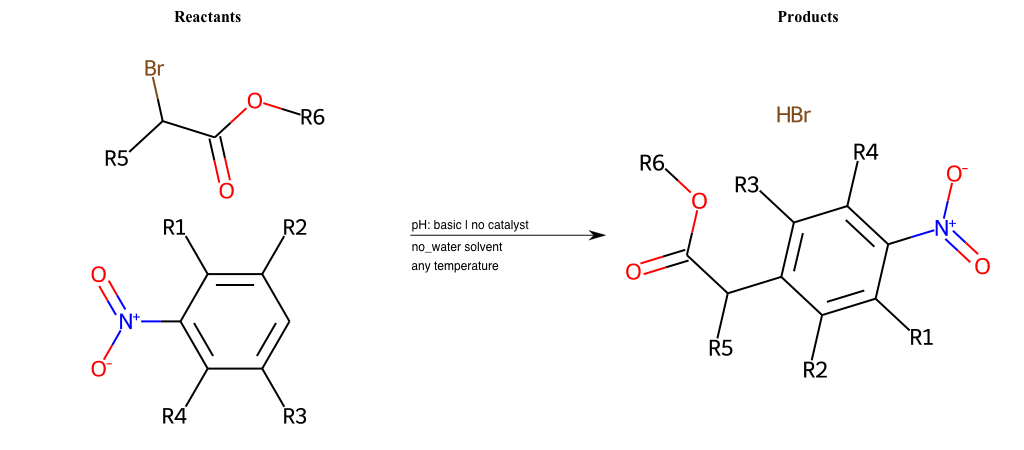 Reactants
Products
Br
O
R6
R5
O
HBr
R1
R2
O
N+
O-
R4
R3
pH: basic | no catalyst
no_water solvent
any temperature
R4
R6
R3
O-
O
N+
O
O
R5
R1
R2